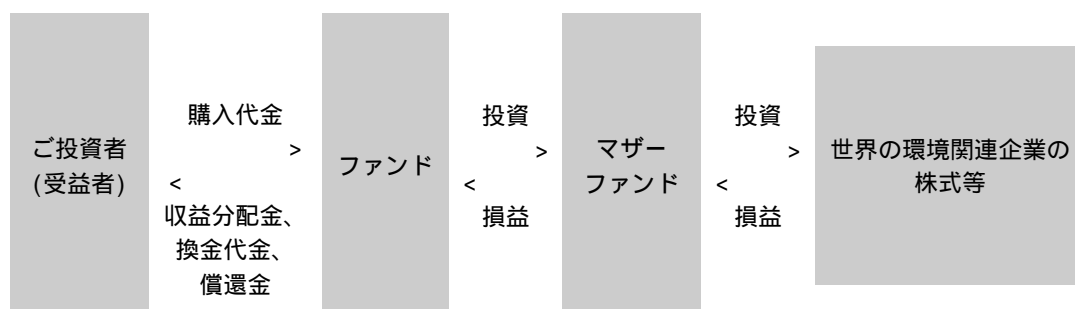 ご投資者
(受益者)
購入代金
>
<
収益分配金、
換金代金、
償還金
ファンド
投資
>
<
損益
マザー
ファンド
投資
>
<
損益
世界の環境関連企業の
株式等